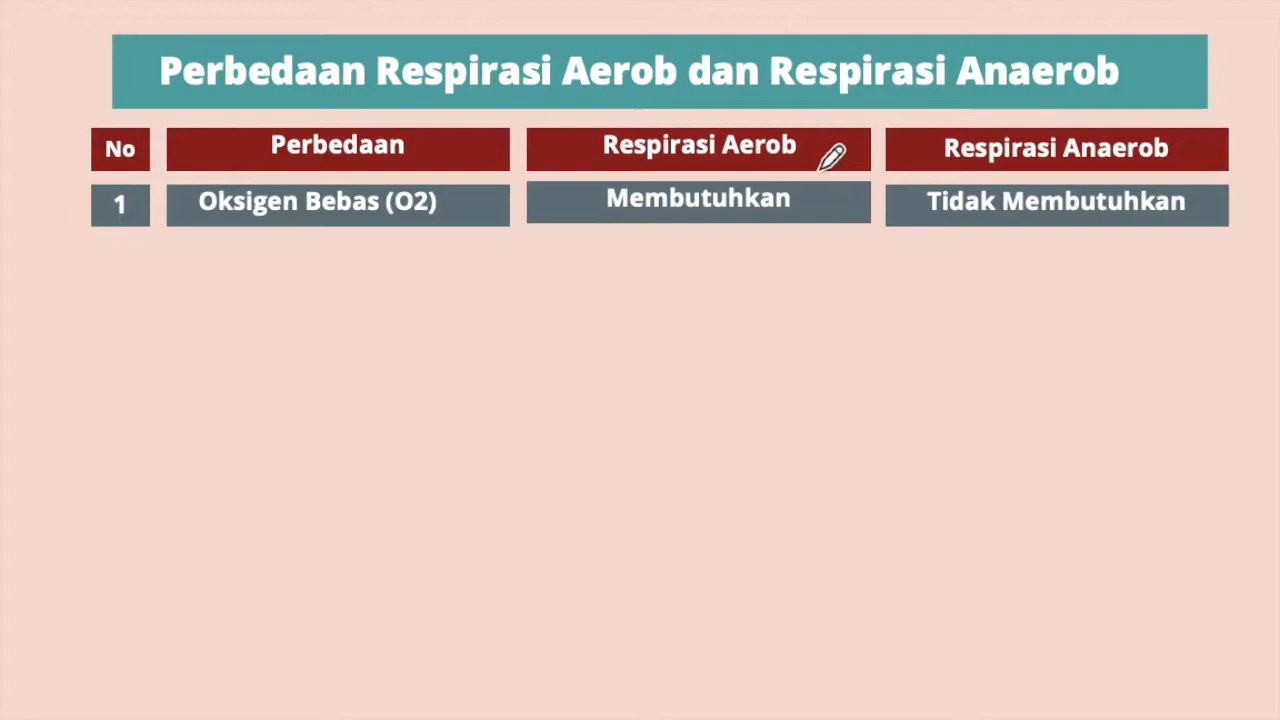 Perbedaan Respirasi Aerob dan Respirasi Anaerob
No Perbedaan Respirasi Aerob Respirasi Anaerob
1 Oksigen Bebas (O2) Membutuhkan Tidak Membutuhkan